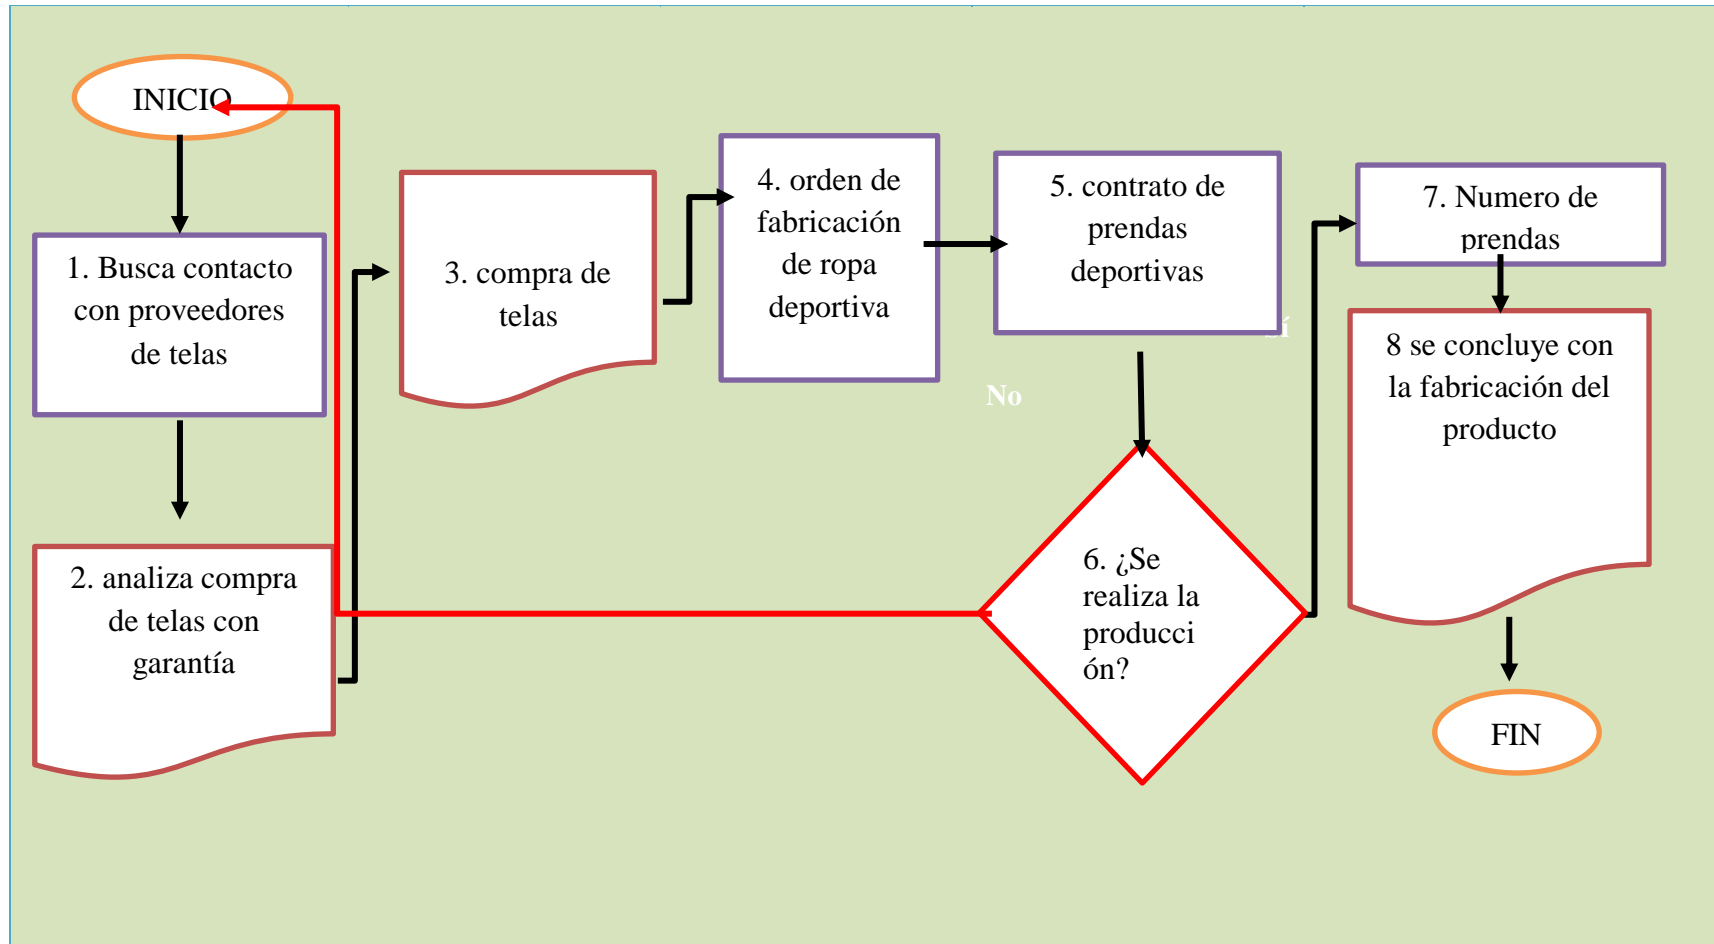 INICIO
1. Busca contacto
con proveedores
de telas
2. analiza compra
de telas con
garantía
3. compra de
telas
4. orden de
fabricación
de ropa
deportiva
5. contrato de
prendas
deportivas
sí
No
6. ¿Se
realiza la
producci
ón?
7. Numero de
prendas
8 se concluye con
la fabricación del
producto
FIN